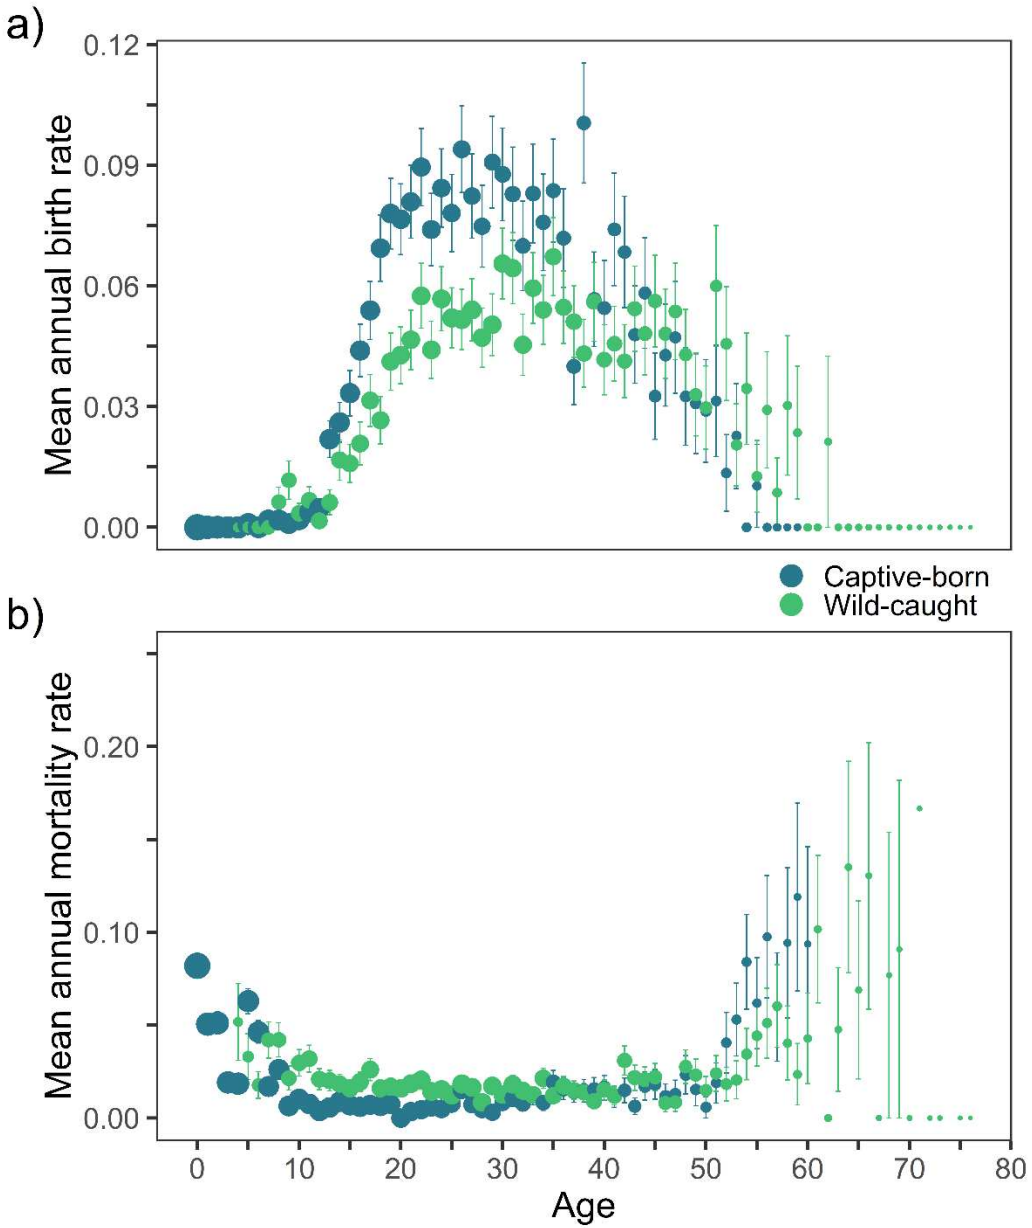 a)
Mean annual birth rate
0.12
0.09
0.06
0.03
0.00
Captive-born
Wild-caught
b)
Mean annual mortality rate
0.20
0.10
0.00
0 10 20 30 40 50 60 70 80
Age